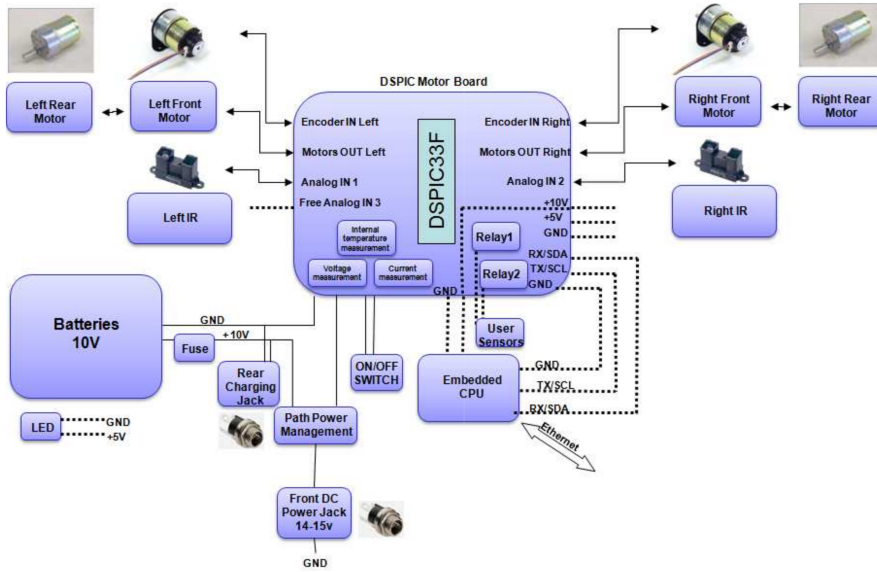 DSPIC Motor Board
Left Rear
Motor
Left Front
Motor
Right Front
Motor
Right Rear
Motor
Encoder IN Left
Encoder IN Right
Motors OUT Left
Motors OUT Right
Analog IN 1
Analog IN 2
Free Analog IN 3
DSPIC33F
Left IR
Right IR
+10V
+5V
GND
Relay1
Internal
temperature
measurement
RX/SDA
TX/SCL
GND
Relay2
Voltage
measurement
Current
measurement
GND
Batteries
10V
GND
+10V
Fuse
User
Sensors
Rear
Charging
Jack
ON/OFF
SWITCH
Embedded
CPU
GND
TX/SCL
RX/SDA
LED
GND
+5V
Path Power
Management
Ethernet
Front DC
Power Jack
14-15v
GND